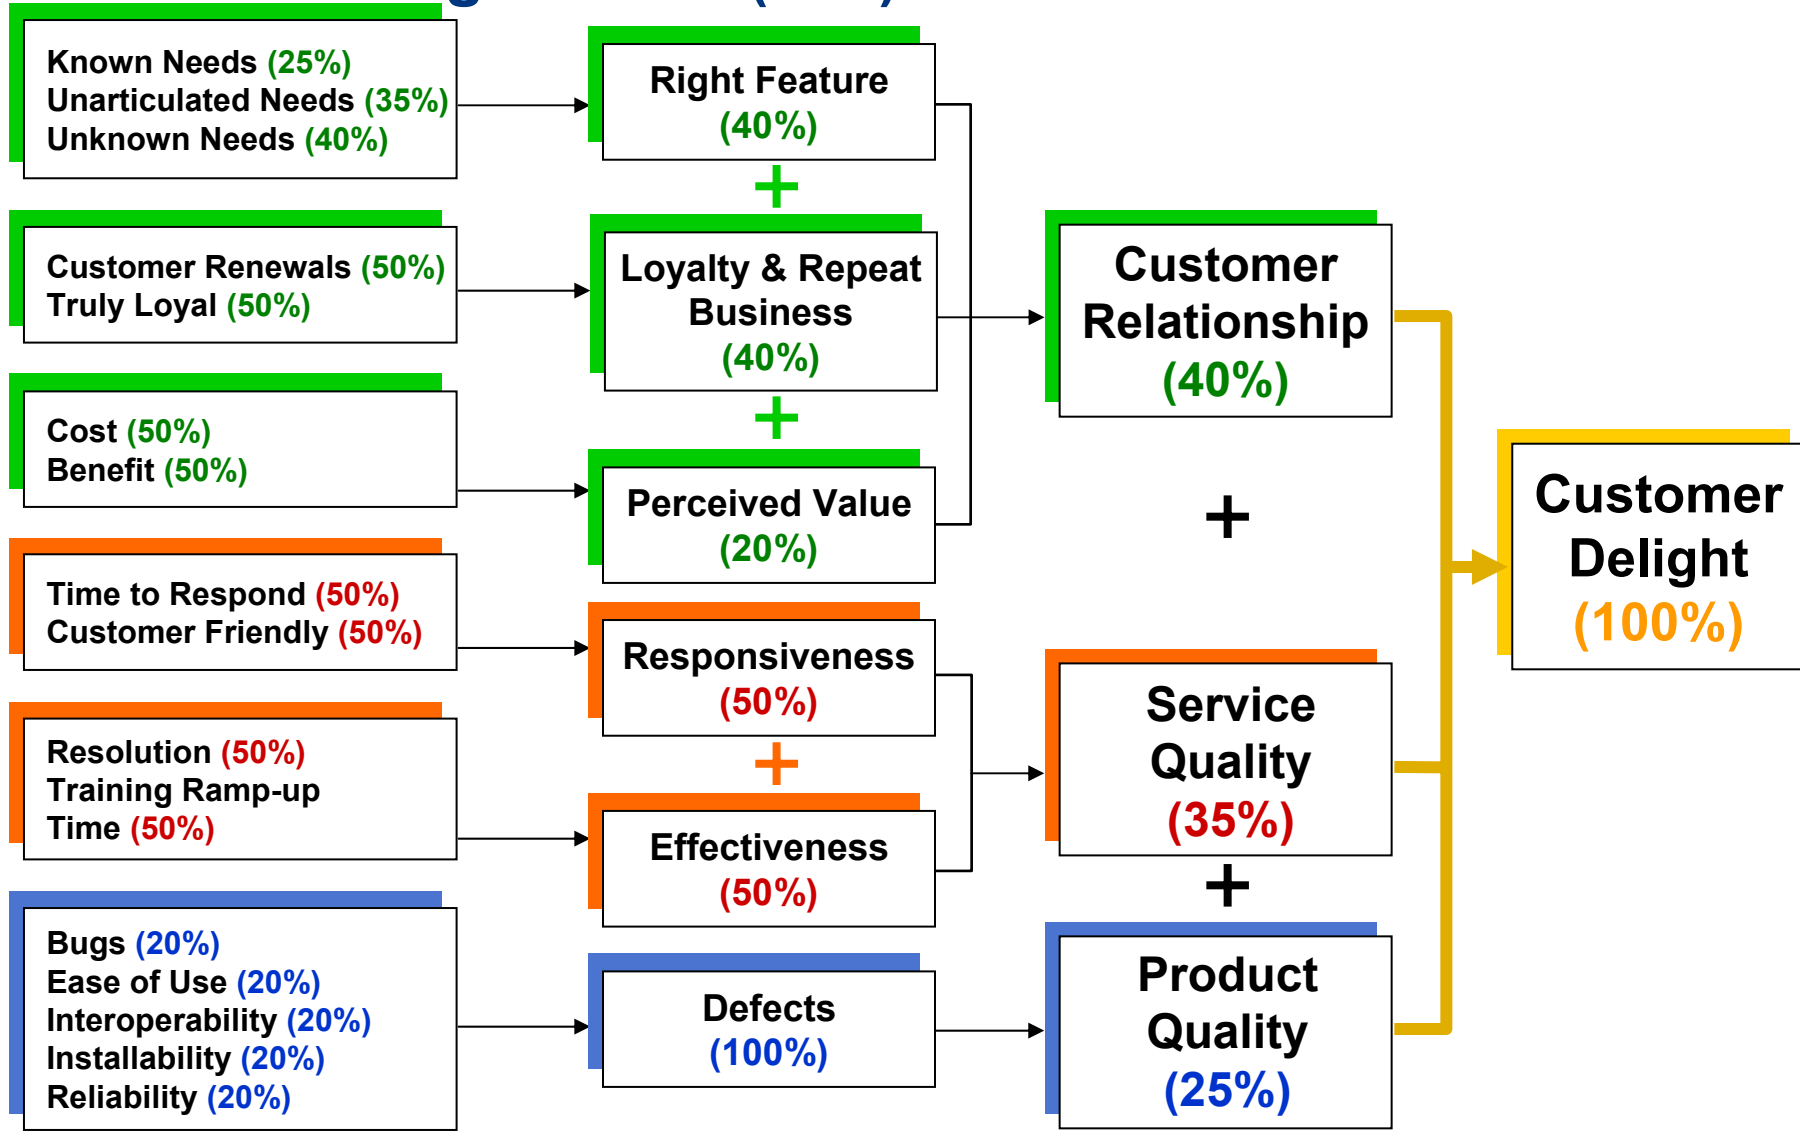 Known Needs (25%)
Unarticulated Needs (35%)
Unknown Needs (40%)
Right Feature
(40%)
+
Customer Renewals (50%)
Truly Loyal (50%)
Loyalty & Repeat
Business
(40%)
+
Cost (50%)
Benefit (50%)
Perceived Value
(20%)
Customer
Relationship
(40%)
+
Time to Respond (50%)
Customer Friendly (50%)
Responsiveness
(50%)
+
Resolution (50%)
Training Ramp-up
Time (50%)
Effectiveness
(50%)
Service
Quality
(35%)
+
Bugs (20%)
Ease of Use (20%)
Interoperability (20%)
Installability (20%)
Reliability (20%)
Defects
(100%)
Product
Quality
(25%)
Customer
Delight
(100%)